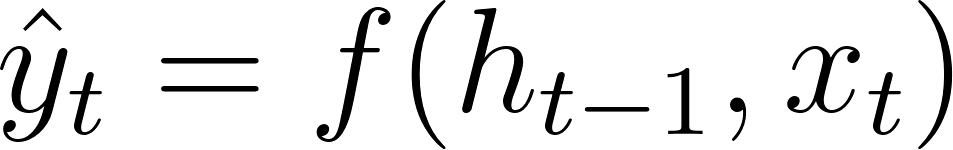 ŷ_t = f(h_{t−1}, x_t)